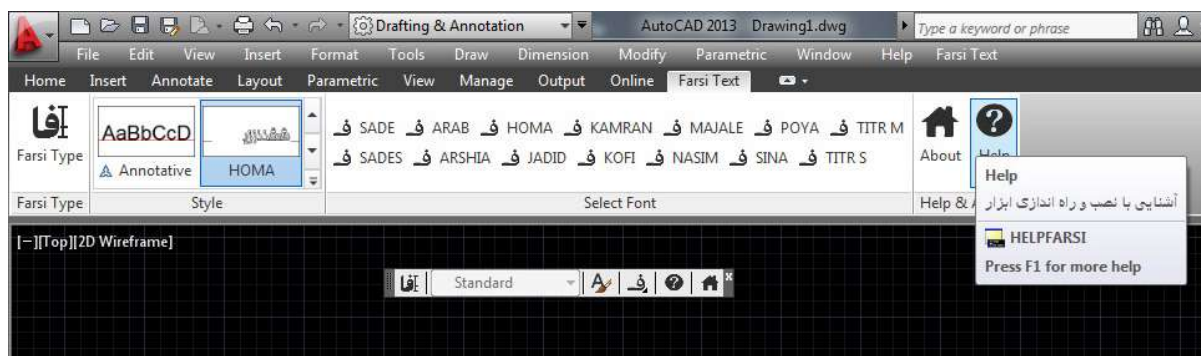 Drafting & Annotation AutoCAD 2013 Drawing1.dwg Type a keyword or phrase
File Edit View Insert Format Tools Draw Dimension Modify Parametric Window Help Farsi Text
Home Insert Annotate Layout Parametric View Manage Output Online Farsi Text
إفا AaBbCcD ف SADE ف ARAB ف HOMA ف KAMRAN ف MAJALE ف POYA ف TITR M
Farsi Type Annotative HOMA ف SADES ف ARSHIA ف JADID ف KOFI ف NASIM ف SINA ف TITR S About Help
Farsi Type Style Select Font Help &
Help
آشنایی با نصب و راه اندازی ابزار
HELPFARSI
Press F1 for more help
[−][Top][2D Wireframe]
إفا Standard A ف